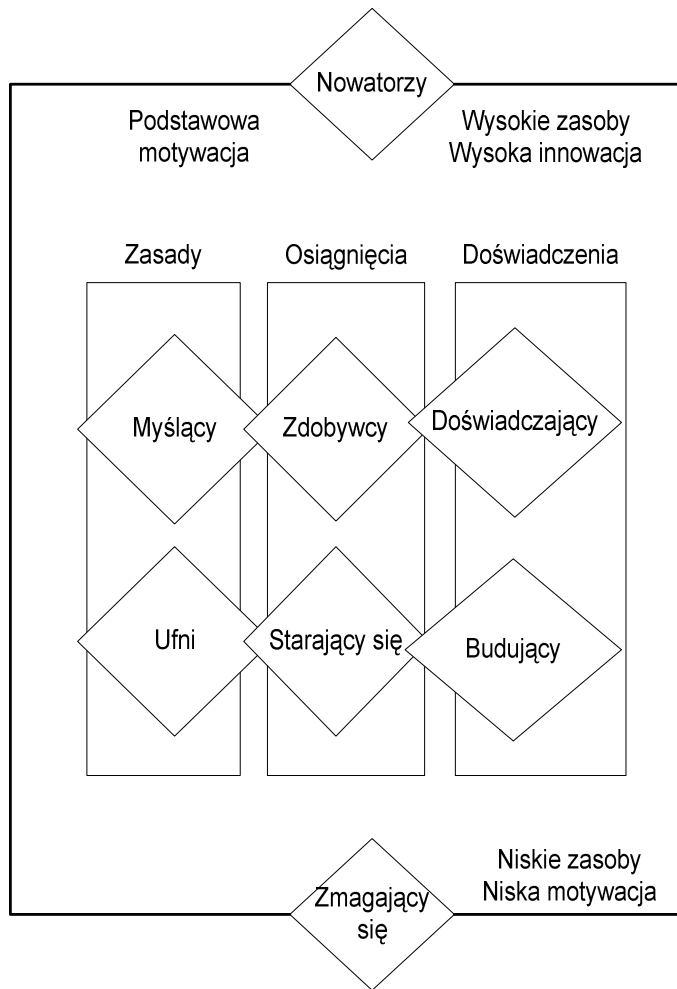 Nowatorzy
Podstawowa
motywacja
Wysokie zasoby
Wysoka innowacja
Zasady
Osiągnięcia
Doświadczenia
Myślący
Zdobywcy
Doświadczający
Ufni
Starający się
Budujący
Niskie zasoby
Niska motywacja
Zmagający
się